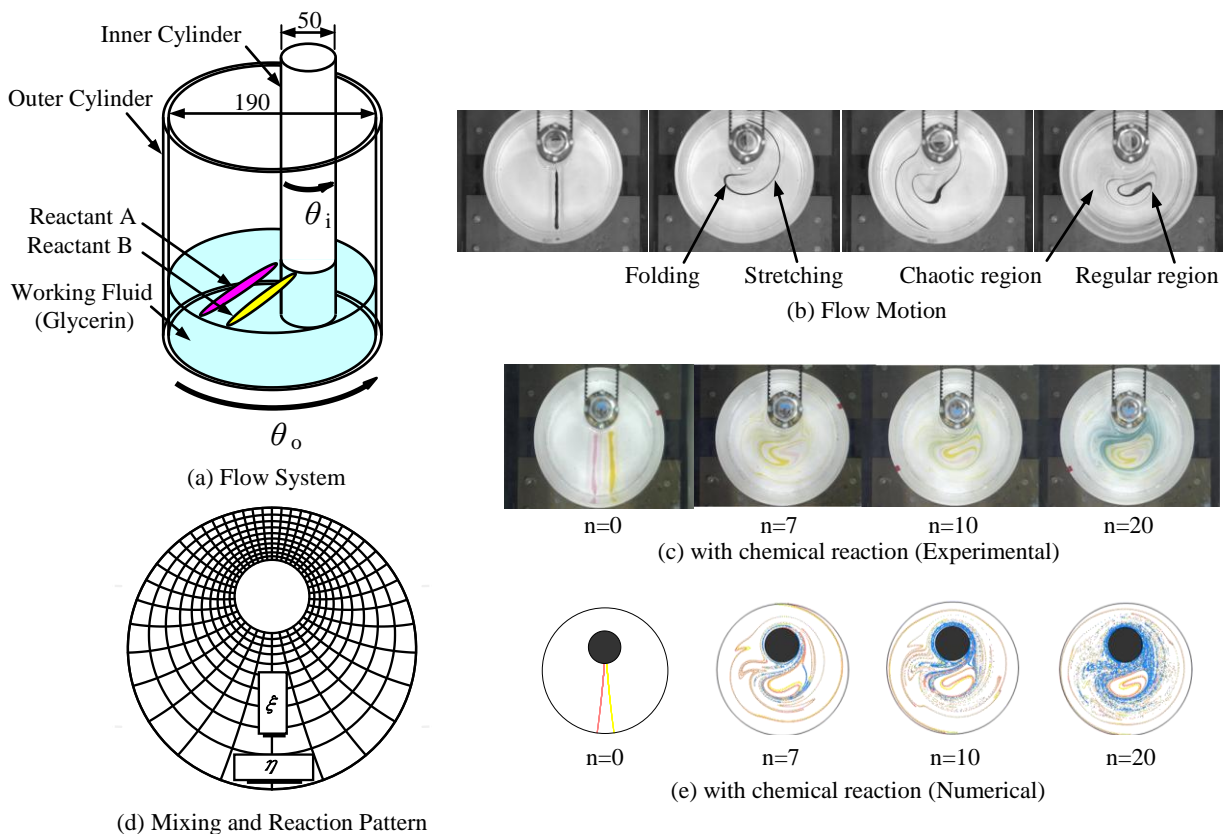 50
Inner Cylinder
Outer Cylinder
190
θi
Reactant A
Reactant B
Working Fluid
(Glycerin)
θo
(a) Flow System
Folding
Stretching
Chaotic region
Regular region
(b) Flow Motion
n=0
n=7
n=10
n=20
(c) with chemical reaction (Experimental)
ξ
η
(d) Mixing and Reaction Pattern
n=0
n=7
n=10
n=20
(e) with chemical reaction (Numerical)